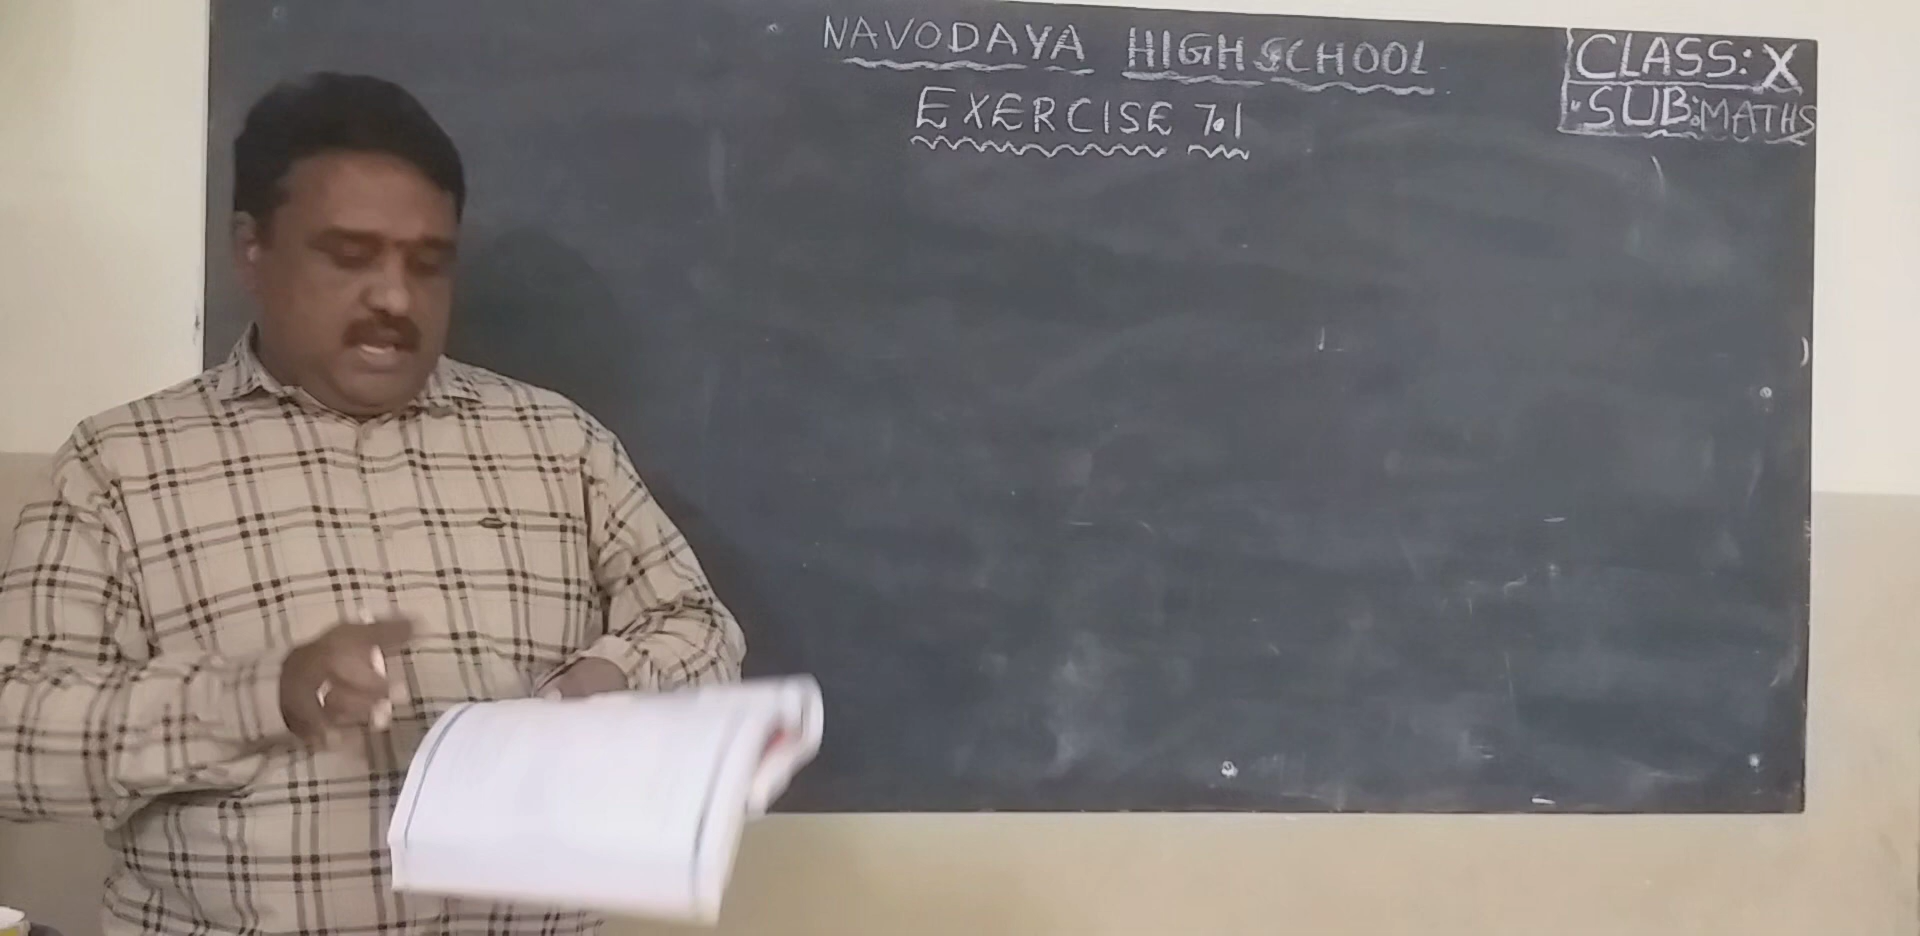 NAVODAYA HIGH SCHOOL
EXERCISE 7.1
CLASS: X
SUB: MATHS